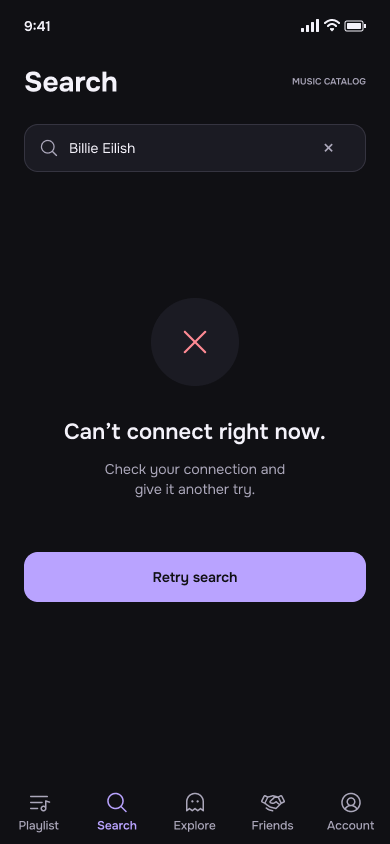 9:41
Search
MUSIC CATALOG
Billie Eilish
Can’t connect right now.
Check your connection and
give it another try.
Retry search
Playlist
Search
Explore
Friends
Account